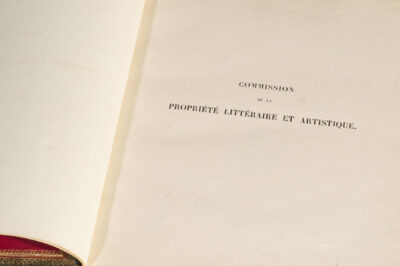 COMMISSION
DE LA
PROPRIÉTÉ LITTÉRAIRE ET ARTISTIQUE.